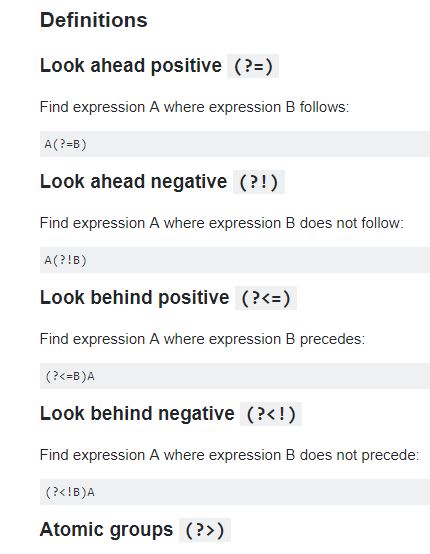 Definitions
Look ahead positive (?=)
Find expression A where expression B follows:
A(?=B)
Look ahead negative (?!)
Find expression A where expression B does not follow:
A(?!B)
Look behind positive (?<=)
Find expression A where expression B precedes:
(?<=B)A
Look behind negative (?<!)
Find expression A where expression B does not precede:
(?<!B)A
Atomic groups (?>)